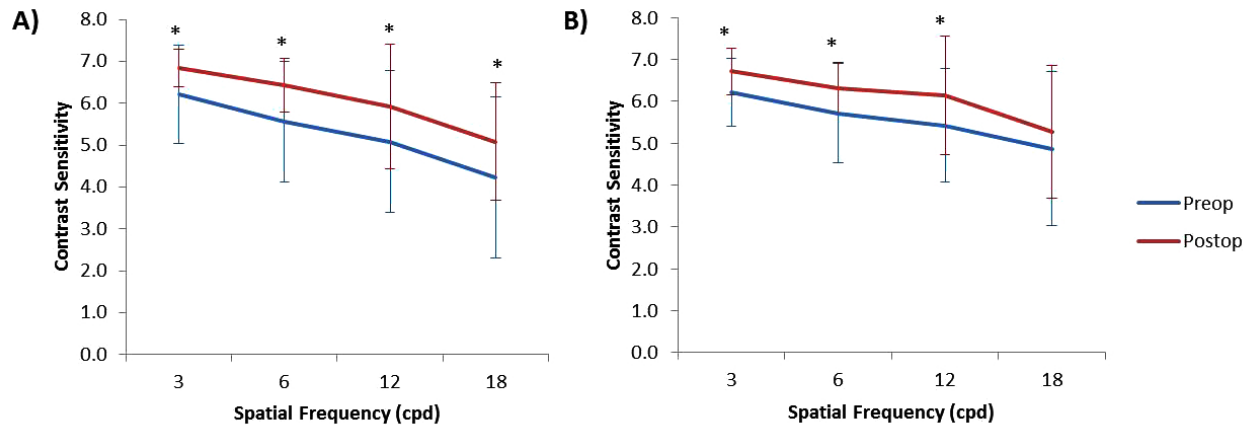 A)
8.0
7.0
6.0
5.0
4.0
3.0
2.0
1.0
0.0
Contrast Sensitivity
* * * *
3 6 12 18
Spatial Frequency (cpd)
B)
8.0
7.0
6.0
5.0
4.0
3.0
2.0
1.0
0.0
Contrast Sensitivity
* * *
3 6 12 18
Spatial Frequency (cpd)
Preop
Postop